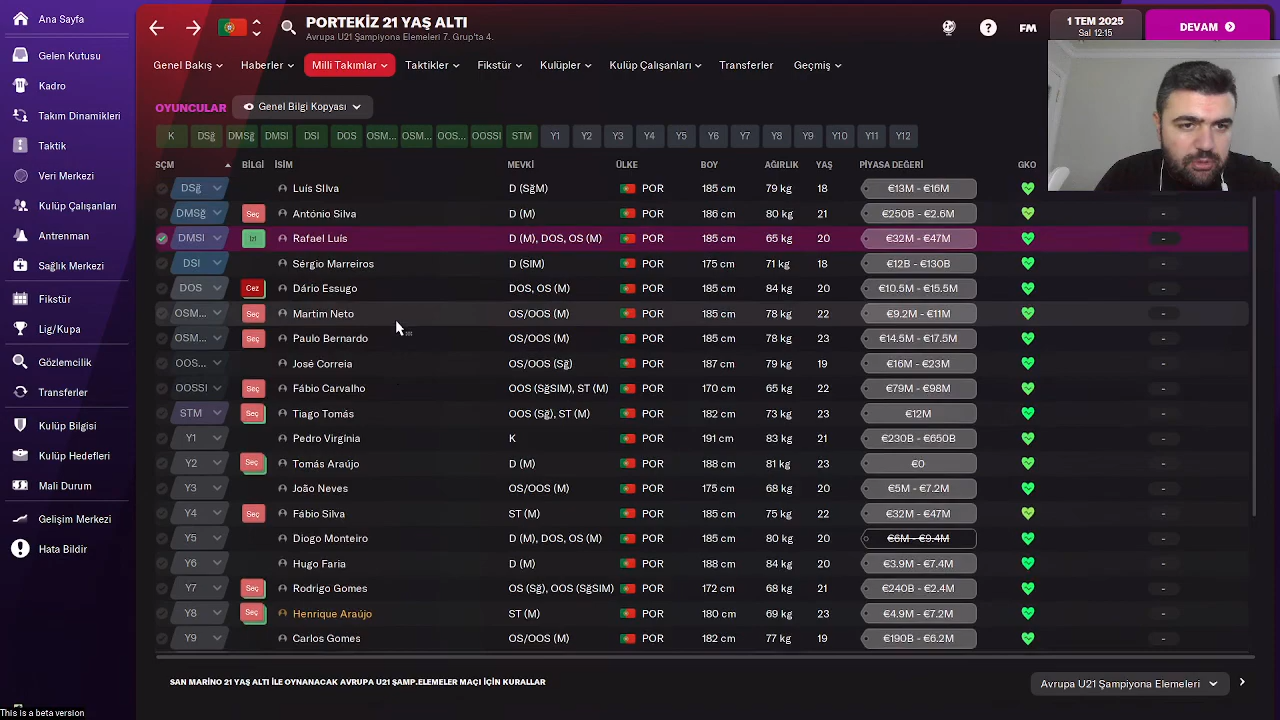 Ana Sayfa
PORTEKİZ 21 YAŞ ALTI
Avrupa U21 Şampiyona Elemeleri 7. Grup'ta 4.
FM
1 TEM 2025
Sal 12:15
DEVAM
Gelen Kutusu
Kadro
Takım Dinamikleri
Taktik
Veri Merkezi
Kulüp Çalışanları
Antrenman
Sağlık Merkezi
Fikstür
Lig/Kupa
Gözlemcilik
Transferler
Kulüp Bilgisi
Kulüp Hedefleri
Mali Durum
Gelişim Merkezi
Hata Bildir
Genel Bakış Haberler Milli Takımlar Taktikler Fikstür Kulüpler Kulüp Çalışanları Transferler Geçmiş
OYUNCULAR Genel Bilgi Kopyası
K DSğ DMSğ DMSI DSI DOS OSM... OSM... OOS... OOSSI STM Y1 Y2 Y3 Y4 Y5 Y6 Y7 Y8 Y9 Y10 Y11 Y12
SÇM BİLGİ İSİM MEVKİ ÜLKE BOY AĞIRLIK YAŞ PİYASA DEĞERİ GKO
DSğ Luís Silva D (SğM) POR 185 cm 79 kg 18 €13M - €16M -
DMSğ Seç António Silva D (M) POR 186 cm 80 kg 21 €250B - €2.6M -
DMSI Rafael Luís D (M), DOS, OS (M) POR 185 cm 65 kg 20 €32M - €47M -
DSI Sérgio Marreiros D (SIM) POR 175 cm 71 kg 18 €12B - €130B -
DOS Cez Dário Essugo DOS, OS (M) POR 185 cm 84 kg 20 €10.5M - €15.5M -
OSM... Seç Martim Neto OS/OOS (M) POR 185 cm 78 kg 22 €9.2M - €11M -
OSM... Seç Paulo Bernardo OS/OOS (M) POR 185 cm 78 kg 23 €14.5M - €17.5M -
OOS... José Correia OS/OOS (Sğ) POR 187 cm 79 kg 19 €16M - €23M -
OOSSI Seç Fábio Carvalho OOS (SğSIM), ST (M) POR 170 cm 65 kg 22 €79M - €98M -
STM Seç Tiago Tomás OOS (Sğ), ST (M) POR 182 cm 73 kg 23 €12M -
Y1 Pedro Virgínia K POR 191 cm 83 kg 21 €230B - €650B -
Y2 Seç Tomás Araújo D (M) POR 188 cm 81 kg 23 €0 -
Y3 João Neves OS/OOS (M) POR 175 cm 68 kg 20 €5M - €7.2M -
Y4 Seç Fábio Silva ST (M) POR 185 cm 75 kg 22 €32M - €47M -
Y5 Diogo Monteiro D (M), DOS, OS (M) POR 185 cm 80 kg 20 €6M - €9.4M -
Y6 Hugo Faria D (M) POR 188 cm 84 kg 20 €3.9M - €7.4M -
Y7 Seç Rodrigo Gomes OS (Sğ), OOS (SğSIM) POR 172 cm 68 kg 21 €240B - €2.4M -
Y8 Seç Henrique Araújo ST (M) POR 180 cm 69 kg 23 €4.9M - €7.2M -
Y9 Carlos Gomes OS/OOS (M) POR 182 cm 77 kg 19 €190B - €6.2M -
SAN MARINO 21 YAŞ ALTI İLE OYNANACAK AVRUPA U21 ŞAMP.ELEMELER MAÇI İÇİN KURALLAR
Avrupa U21 Şampiyona Elemeleri
This is a beta version